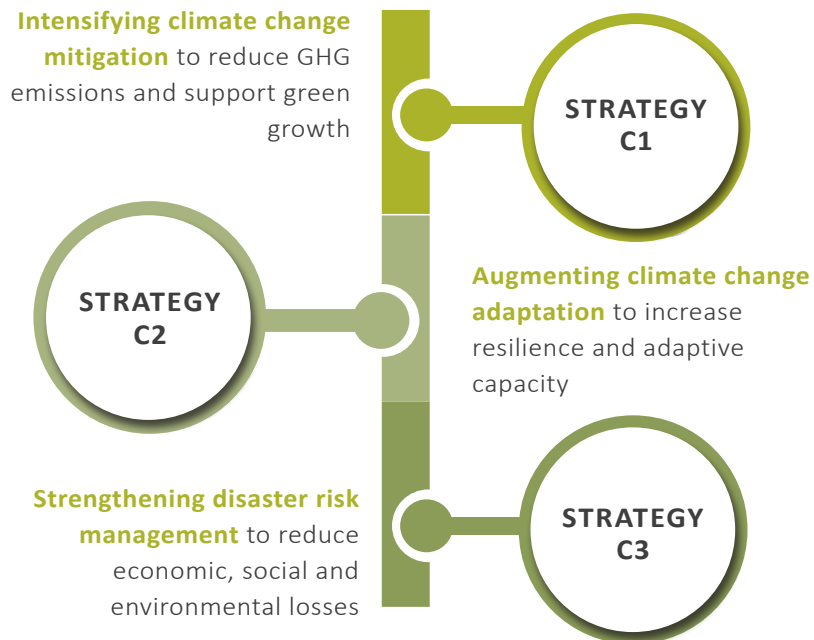 Intensifying climate change
mitigation to reduce GHG
emissions and support green
growth
STRATEGY
C1
STRATEGY
C2
Augmenting climate change
adaptation to increase
resilience and adaptive
capacity
Strengthening disaster risk
management to reduce
economic, social and
environmental losses
STRATEGY
C3